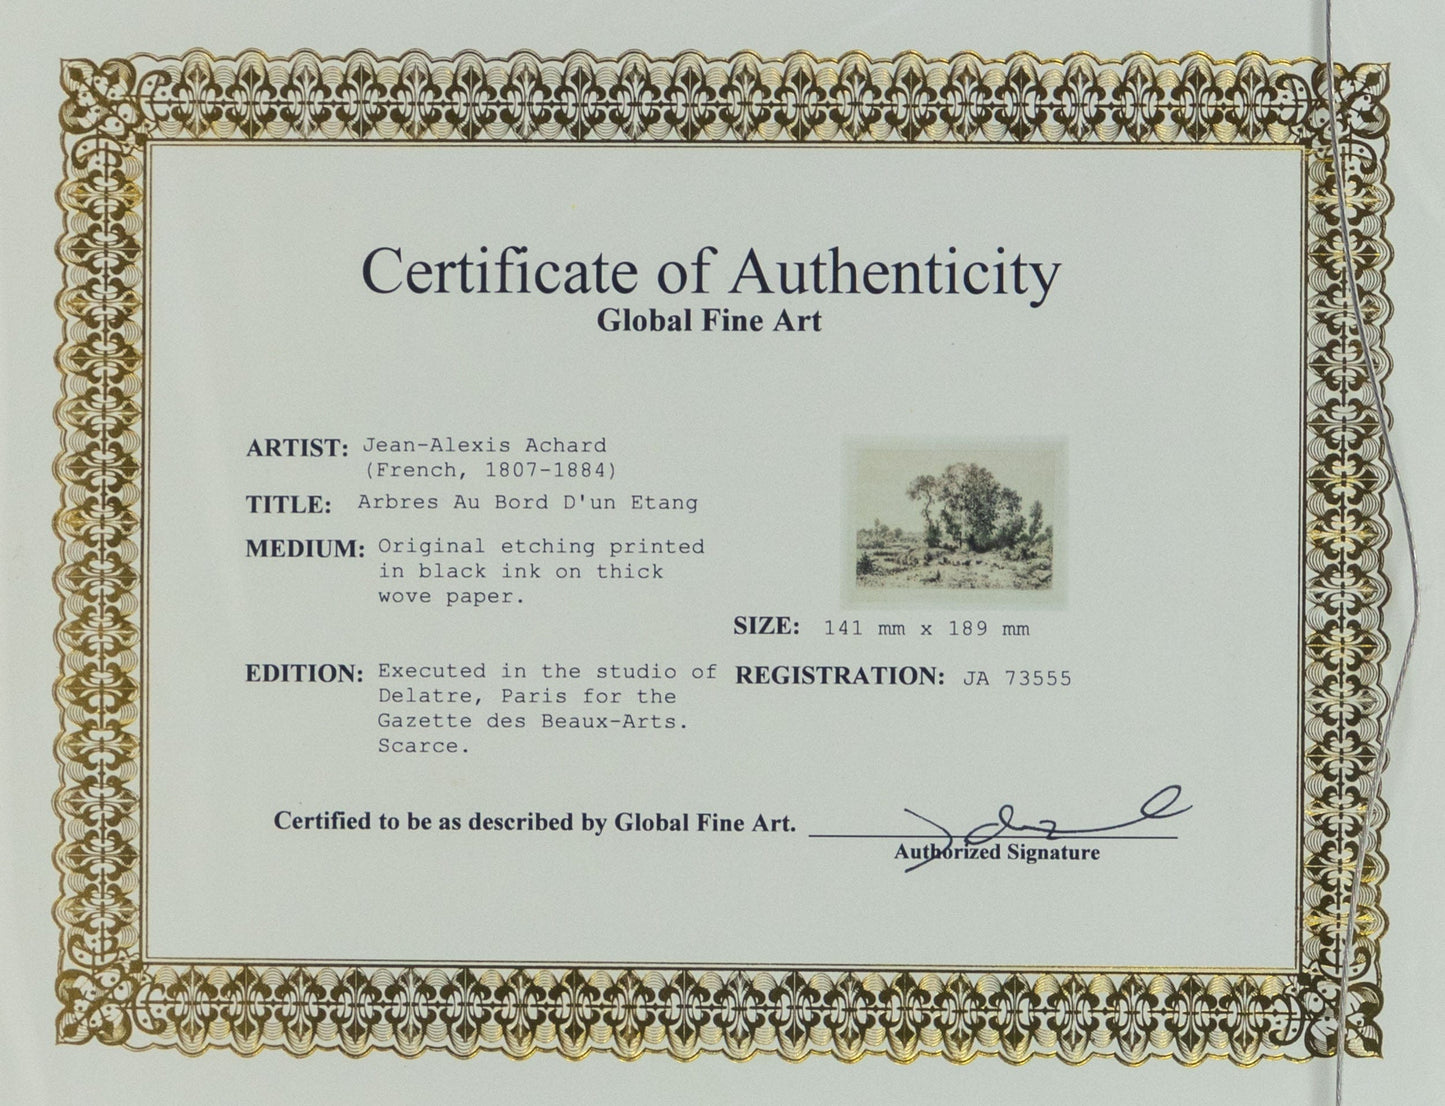 Certificate of Authenticity
Global Fine Art
ARTIST: Jean-Alexis Achard
(French, 1807-1884)
TITLE: Arbres Au Bord D'un Etang
MEDIUM: Original etching printed
in black ink on thick
wove paper.
SIZE: 141 mm x 189 mm
EDITION: Executed in the studio of
Delatre, Paris for the
Gazette des Beaux-Arts.
Scarce.
REGISTRATION: JA 73555
Certified to be as described by Global Fine Art.
Authorized Signature